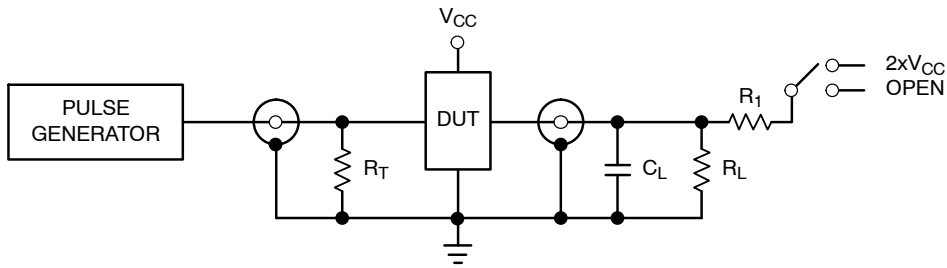 V_CC
PULSE
GENERATOR
DUT
R_T
C_L
R_L
R_1
2xV_CC
OPEN